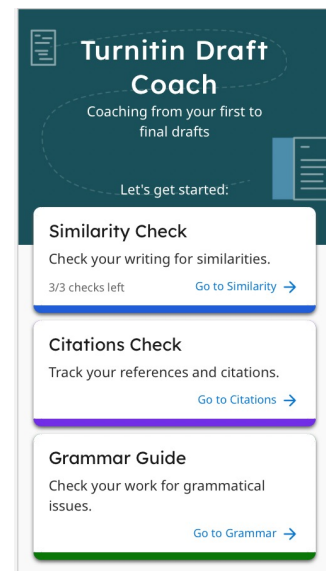 Turnitin Draft
Coach
Coaching from your first to
final drafts
Let's get started:
Similarity Check
Check your writing for similarities.
3/3 checks left Go to Similarity →
Citations Check
Track your references and citations.
Go to Citations →
Grammar Guide
Check your work for grammatical
issues.
Go to Grammar →